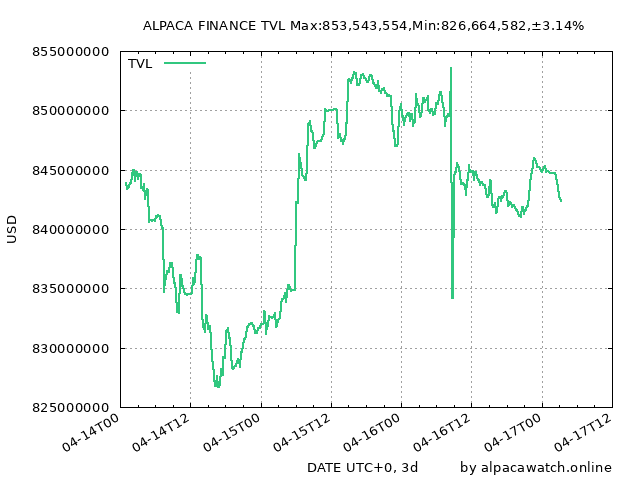 ALPACA FINANCE TVL Max:853,543,554,Min:826,664,582,±3.14%
TVL
855000000
850000000
845000000
840000000
835000000
830000000
825000000
USD
04-14T00
04-14T12
04-15T00
04-15T12
04-16T00
04-16T12
04-17T00
04-17T12
DATE UTC+0, 3d
by alpacawatch.online